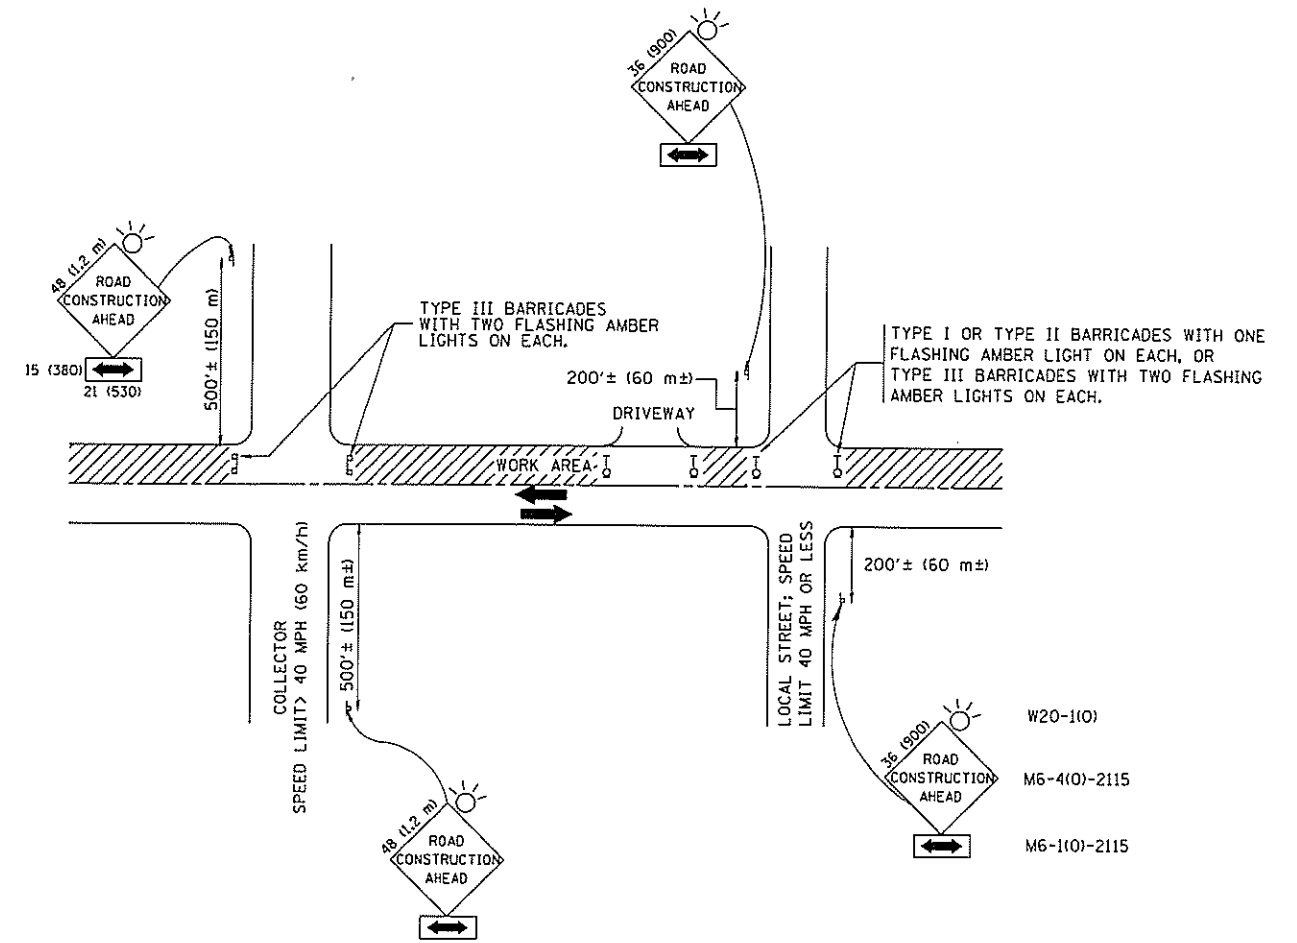 36 (900)
ROAD
CONSTRUCTION
AHEAD
48 (1.2 m)
ROAD
CONSTRUCTION
AHEAD
15 (380)
21 (530)
500'± (150 m)
TYPE III BARRICADES
WITH TWO FLASHING AMBER
LIGHTS ON EACH.
200'± (60 m±)
DRIVEWAY
TYPE I OR TYPE II BARRICADES WITH ONE
FLASHING AMBER LIGHT ON EACH, OR
TYPE III BARRICADES WITH TWO FLASHING
AMBER LIGHTS ON EACH.
WORK AREA
COLLECTOR
SPEED LIMIT> 40 MPH (60 km/h)
500'± (150 m±)
LOCAL STREET; SPEED
LIMIT 40 MPH OR LESS
200'± (60 m±)
48 (1.2 m)
ROAD
CONSTRUCTION
AHEAD
36 (900)
ROAD
CONSTRUCTION
AHEAD
W20-1(O)
M6-4(O)-2115
M6-1(O)-2115